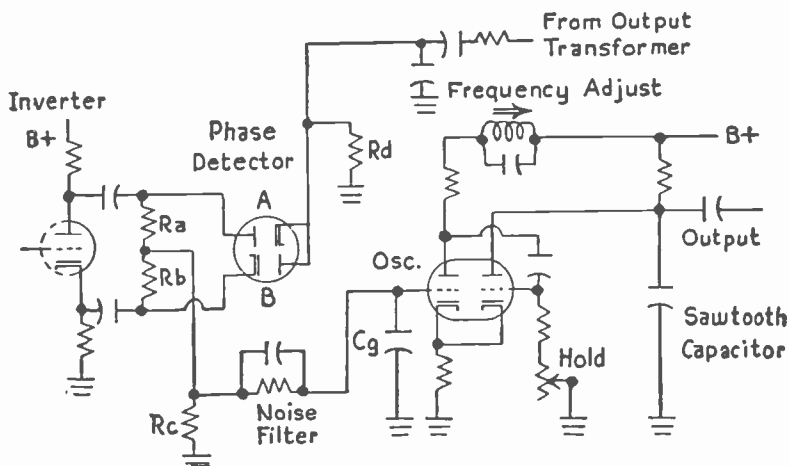 From Output
Transformer
Inverter
B+
Frequency Adjust
Phase
Detector
Rd
B+
A
Ra
Output
Rb
B
Osc.
Cg
Sawtooth
Capacitor
Hold
Noise
Filter
Rc